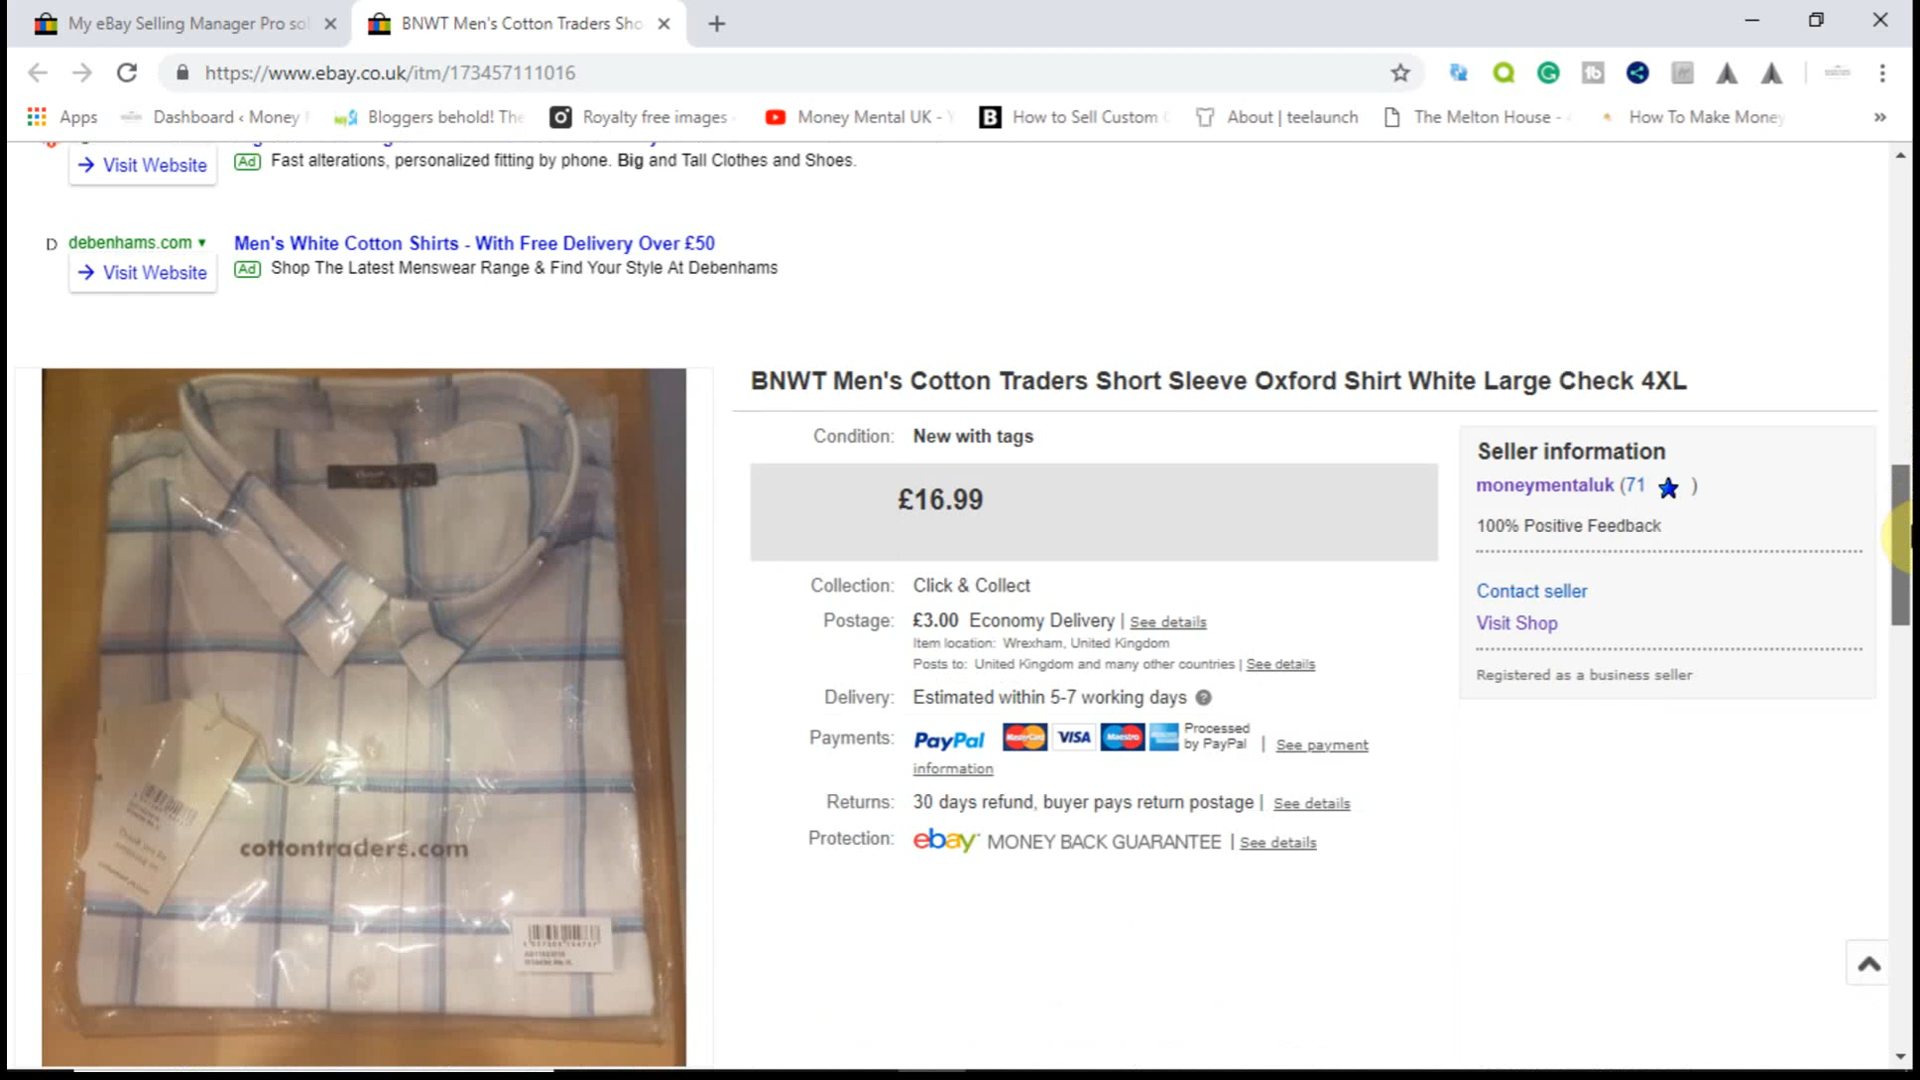 My eBay Selling Manager Pro sol
BNWT Men's Cotton Traders Sho
https://www.ebay.co.uk/itm/173457111016
Apps
Dashboard ‹ Money
Bloggers behold! The
Royalty free images
Money Mental UK - Y
How to Sell Custom
About | teelaunch
The Melton House -
How To Make Money
Visit Website
Ad Fast alterations, personalized fitting by phone. Big and Tall Clothes and Shoes.
D debenhams.com
Men's White Cotton Shirts - With Free Delivery Over £50
Visit Website
Ad Shop The Latest Menswear Range & Find Your Style At Debenhams
BNWT Men's Cotton Traders Short Sleeve Oxford Shirt White Large Check 4XL
Condition: New with tags
£16.99
Collection: Click & Collect
Postage: £3.00 Economy Delivery | See details
Item location: Wrexham, United Kingdom
Posts to: United Kingdom and many other countries | See details
Delivery: Estimated within 5-7 working days
Payments: PayPal MasterCard VISA Maestro Processed by PayPal | See payment
information
Returns: 30 days refund, buyer pays return postage | See details
Protection: ebay MONEY BACK GUARANTEE | See details
Seller information
moneymentaluk (71 )
100% Positive Feedback
Contact seller
Visit Shop
Registered as a business seller
cottontraders.com